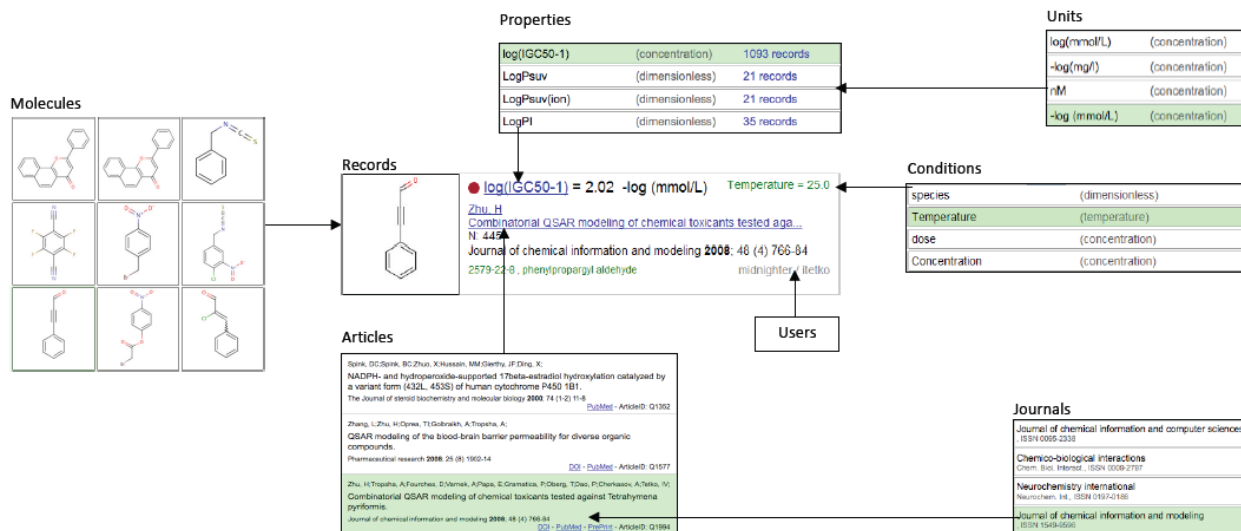 Properties
log(IGC50-1) (concentration) 1093 records
LogPsuv (dimensionless) 21 records
LogPsuv(ion) (dimensionless) 21 records
LogPI (dimensionless) 35 records
Units
log(mmol/L) (concentration)
-log(mg/l) (concentration)
nM (concentration)
-log (mmol/L) (concentration)
Molecules
Records
log(IGC50-1) = 2.02 -log (mmol/L) Temperature = 25.0
Zhu, H
Combinatorial QSAR modeling of chemical toxicants tested aga...
N: 445
Journal of chemical information and modeling 2008; 48 (4) 766-84
2579-22-8 , phenylpropargyl aldehyde midnighter / itetko
Conditions
species (dimensionless)
Temperature (temperature)
dose (concentration)
Concentration (concentration)
Users
Articles
Spink, DC;Spink, BC;Zhuo, X;Hussain, MM;Gierthy, JF;Ding, X;
NADPH- and hydroperoxide-supported 17beta-estradiol hydroxylation catalyzed by
a variant form (432L, 453S) of human cytochrome P450 1B1.
The Journal of steroid biochemistry and molecular biology 2000; 74 (1-2) 11-8
PubMed - ArticleID: Q1352
Zhang, L;Zhu, H;Oprea, TI;Golbraikh, A;Tropsha, A;
QSAR modeling of the blood-brain barrier permeability for diverse organic
compounds.
Pharmaceutical research 2008; 25 (8) 1902-14
DOI - PubMed - ArticleID: Q1577
Zhu, H;Tropsha, A;Fourches, D;Varnek, A;Papa, E;Gramatica, P;Oberg, T;Dao, P;Cherkasov, A;Tetko, IV;
Combinatorial QSAR modeling of chemical toxicants tested against Tetrahymena
pyriformis.
Journal of chemical information and modeling 2008; 48 (4) 766-84
DOI - PubMed - PrePrint - ArticleID: Q1994
Journals
Journal of chemical information and computer sciences
, ISSN 0095-2338
Chemico-biological interactions
Chem. Biol. Interact., ISSN 0009-2797
Neurochemistry international
Neurochem. Int., ISSN 0197-0186
Journal of chemical information and modeling
, ISSN 1549-9596